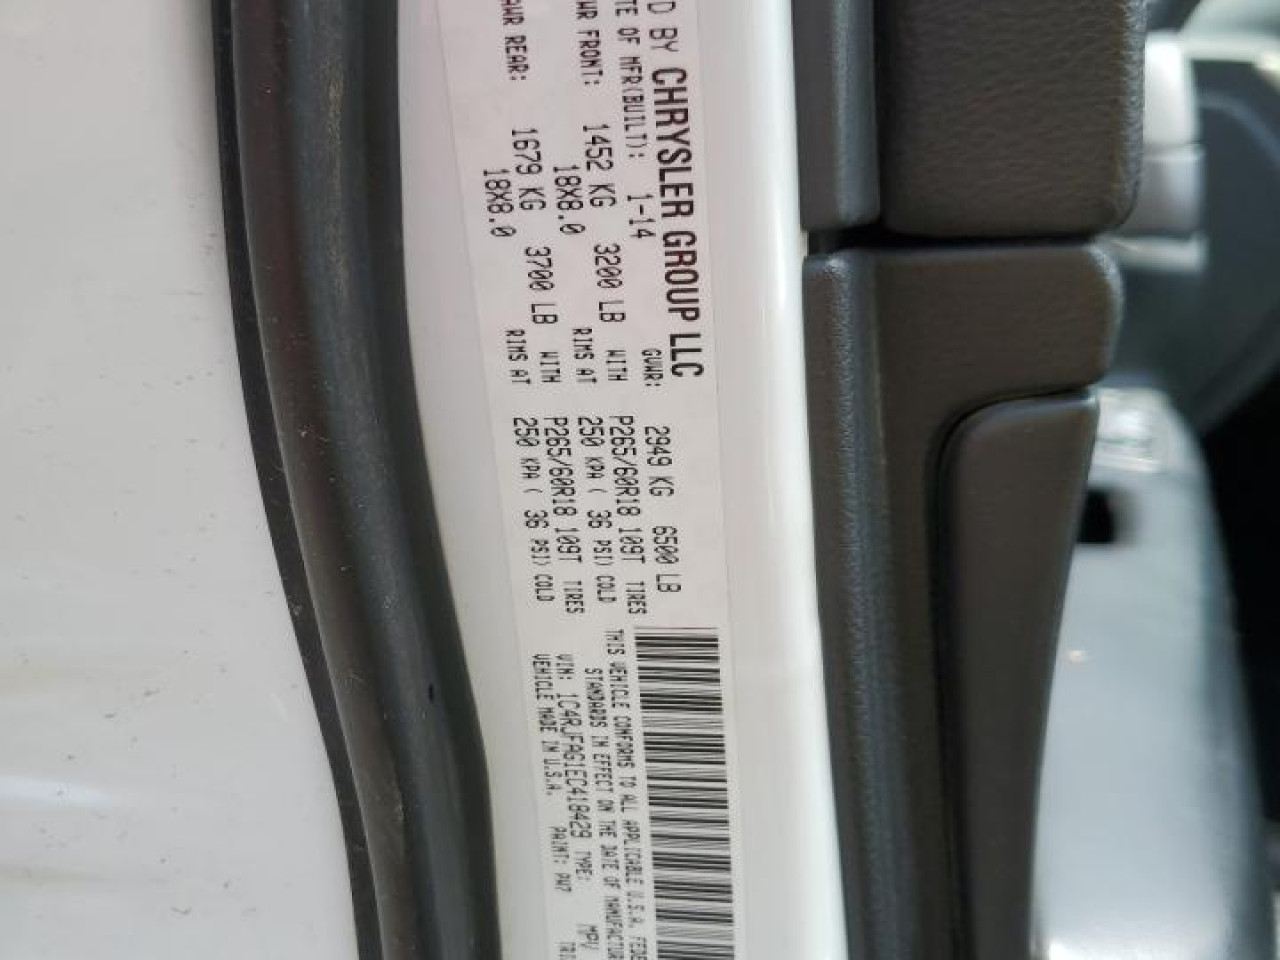 D BY CHRYSLER GROUP LLC
TE OF MFR(BUILT): 1-14 GVWR: 2949 KG 6500 LB
WR FRONT: 1452 KG 3200 LB WITH P265/60R18 109T TIRES
18X8.0 RIMS AT 250 KPA ( 36 PSI) COLD
AWR REAR: 1679 KG 3700 LB WITH P265/60R18 109T TIRES
18X8.0 RIMS AT 250 KPA ( 36 PSI) COLD
THIS VEHICLE CONFORMS TO ALL APPLICABLE U.S.A. FEDE
STANDARDS IN EFFECT ON THE DATE OF MANUFACTUR
VIN: 1C4RJFAG1EC418429 TYPE: MPV
VEHICLE MADE IN U.S.A. PAINT: PW7 TRI